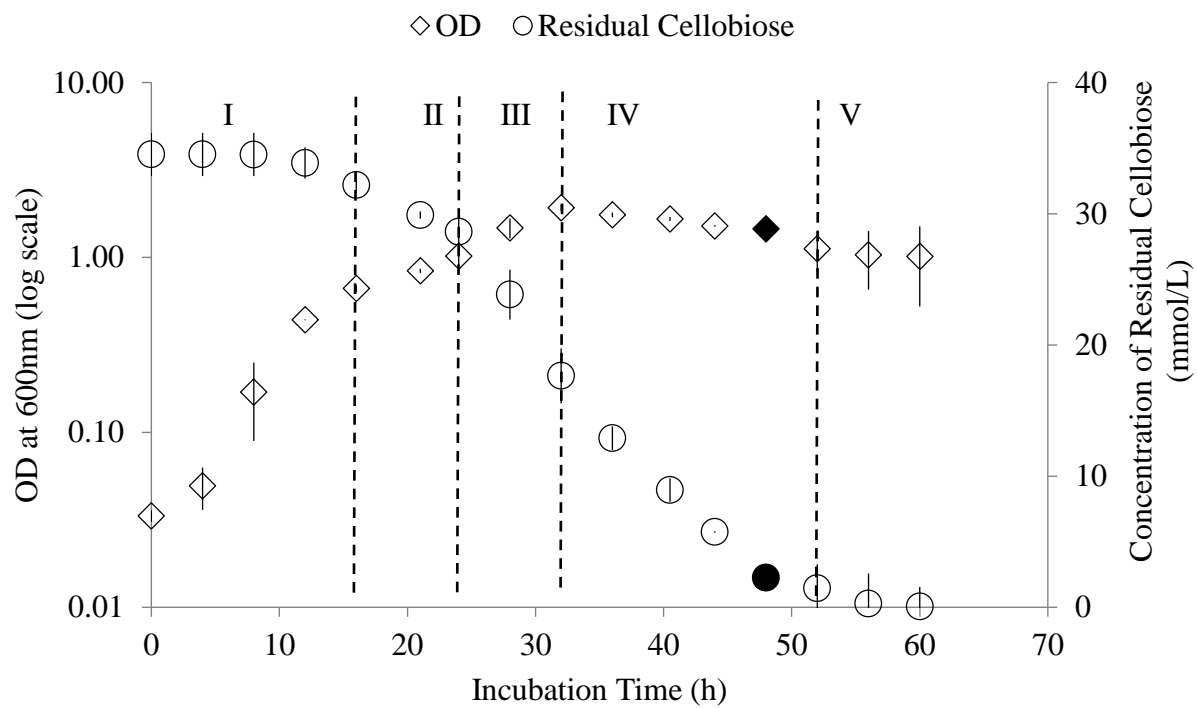 OD Residual Cellobiose
I II III IV V
10.00
1.00
0.10
0.01
OD at 600nm (log scale)
40
30
20
10
0
Concentration of Residual Cellobiose
(mmol/L)
0 10 20 30 40 50 60 70
Incubation Time (h)